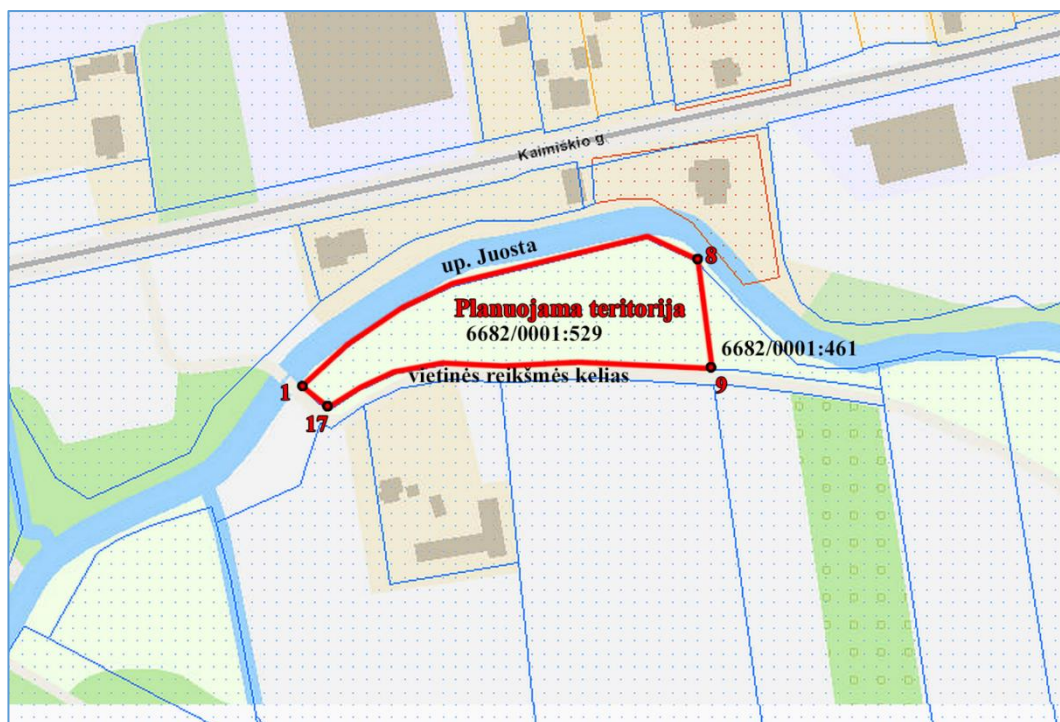 Kaimiškio g
up. Juosta
8
Planuojama teritorija
6682/0001:529
6682/0001:461
vietinės reikšmės kelias
1
9
17